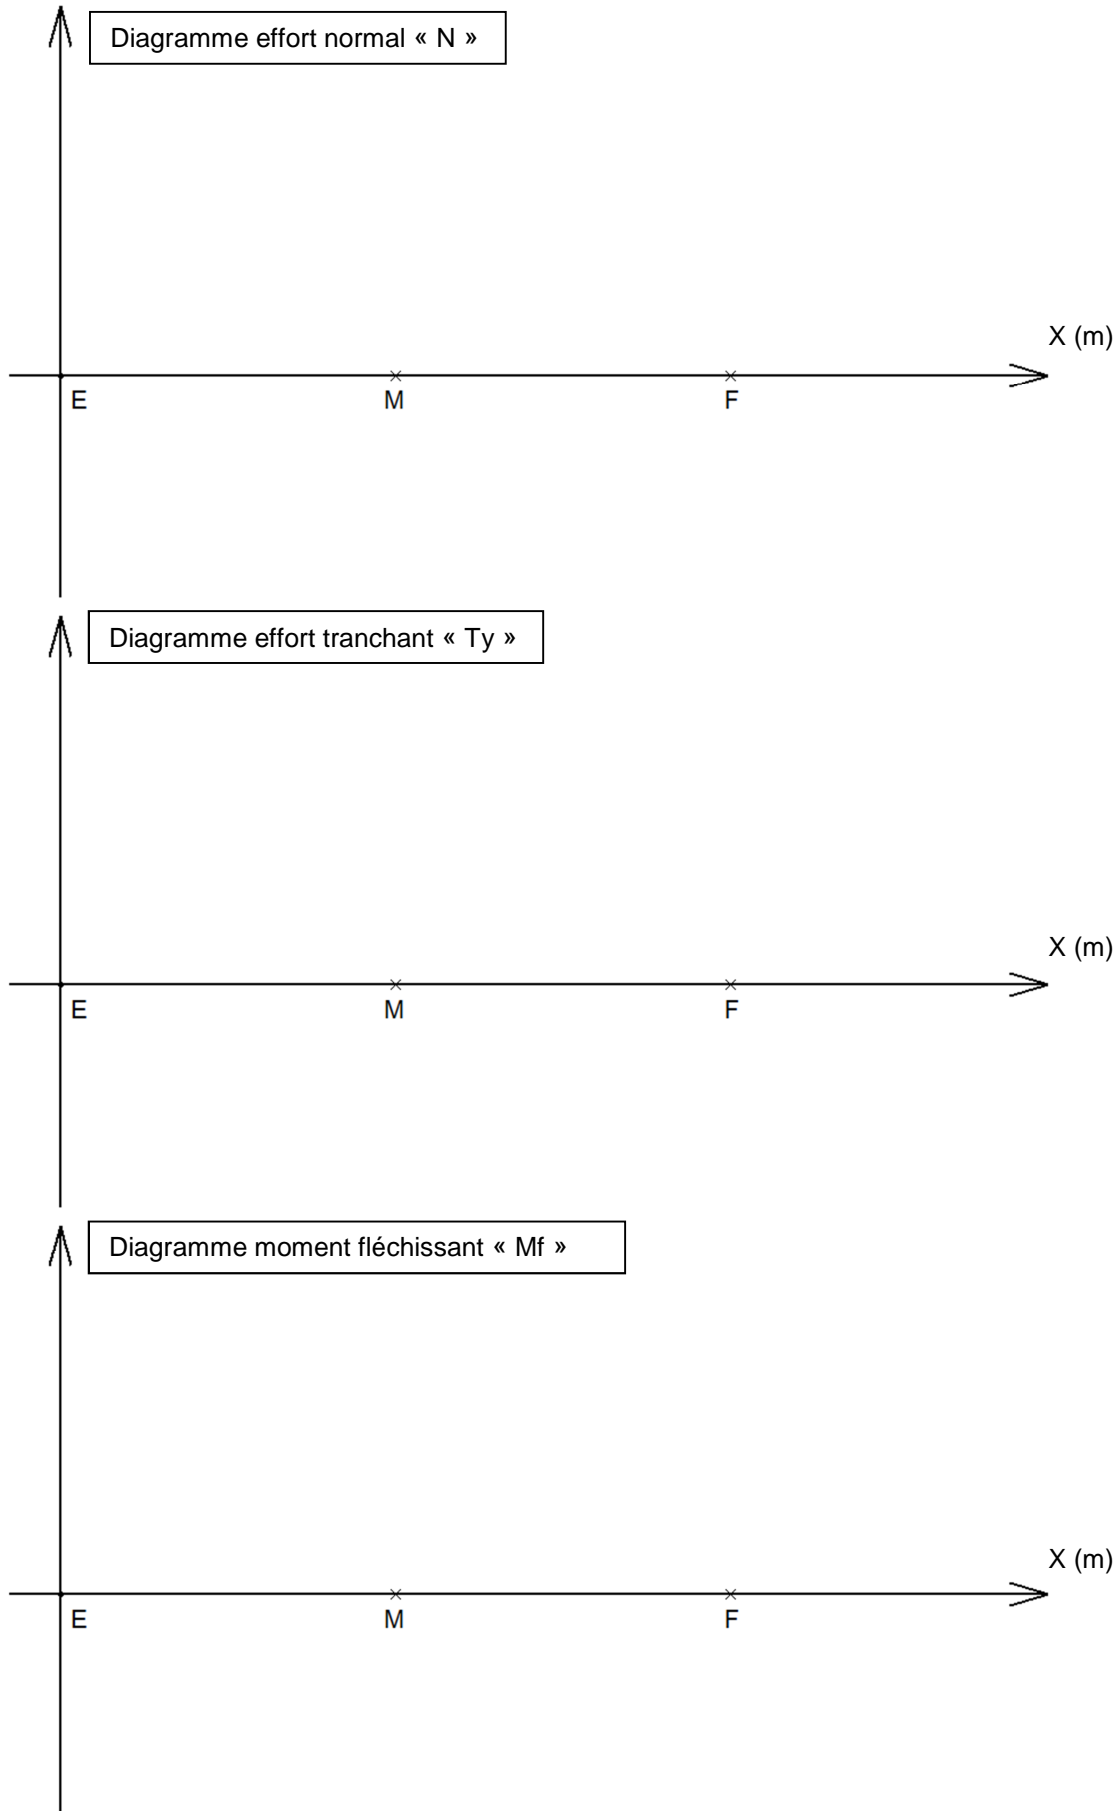 Diagramme effort normal « N »
X (m)
E M F
Diagramme effort tranchant « Ty »
X (m)
E M F
Diagramme moment fléchissant « Mf »
X (m)
E M F